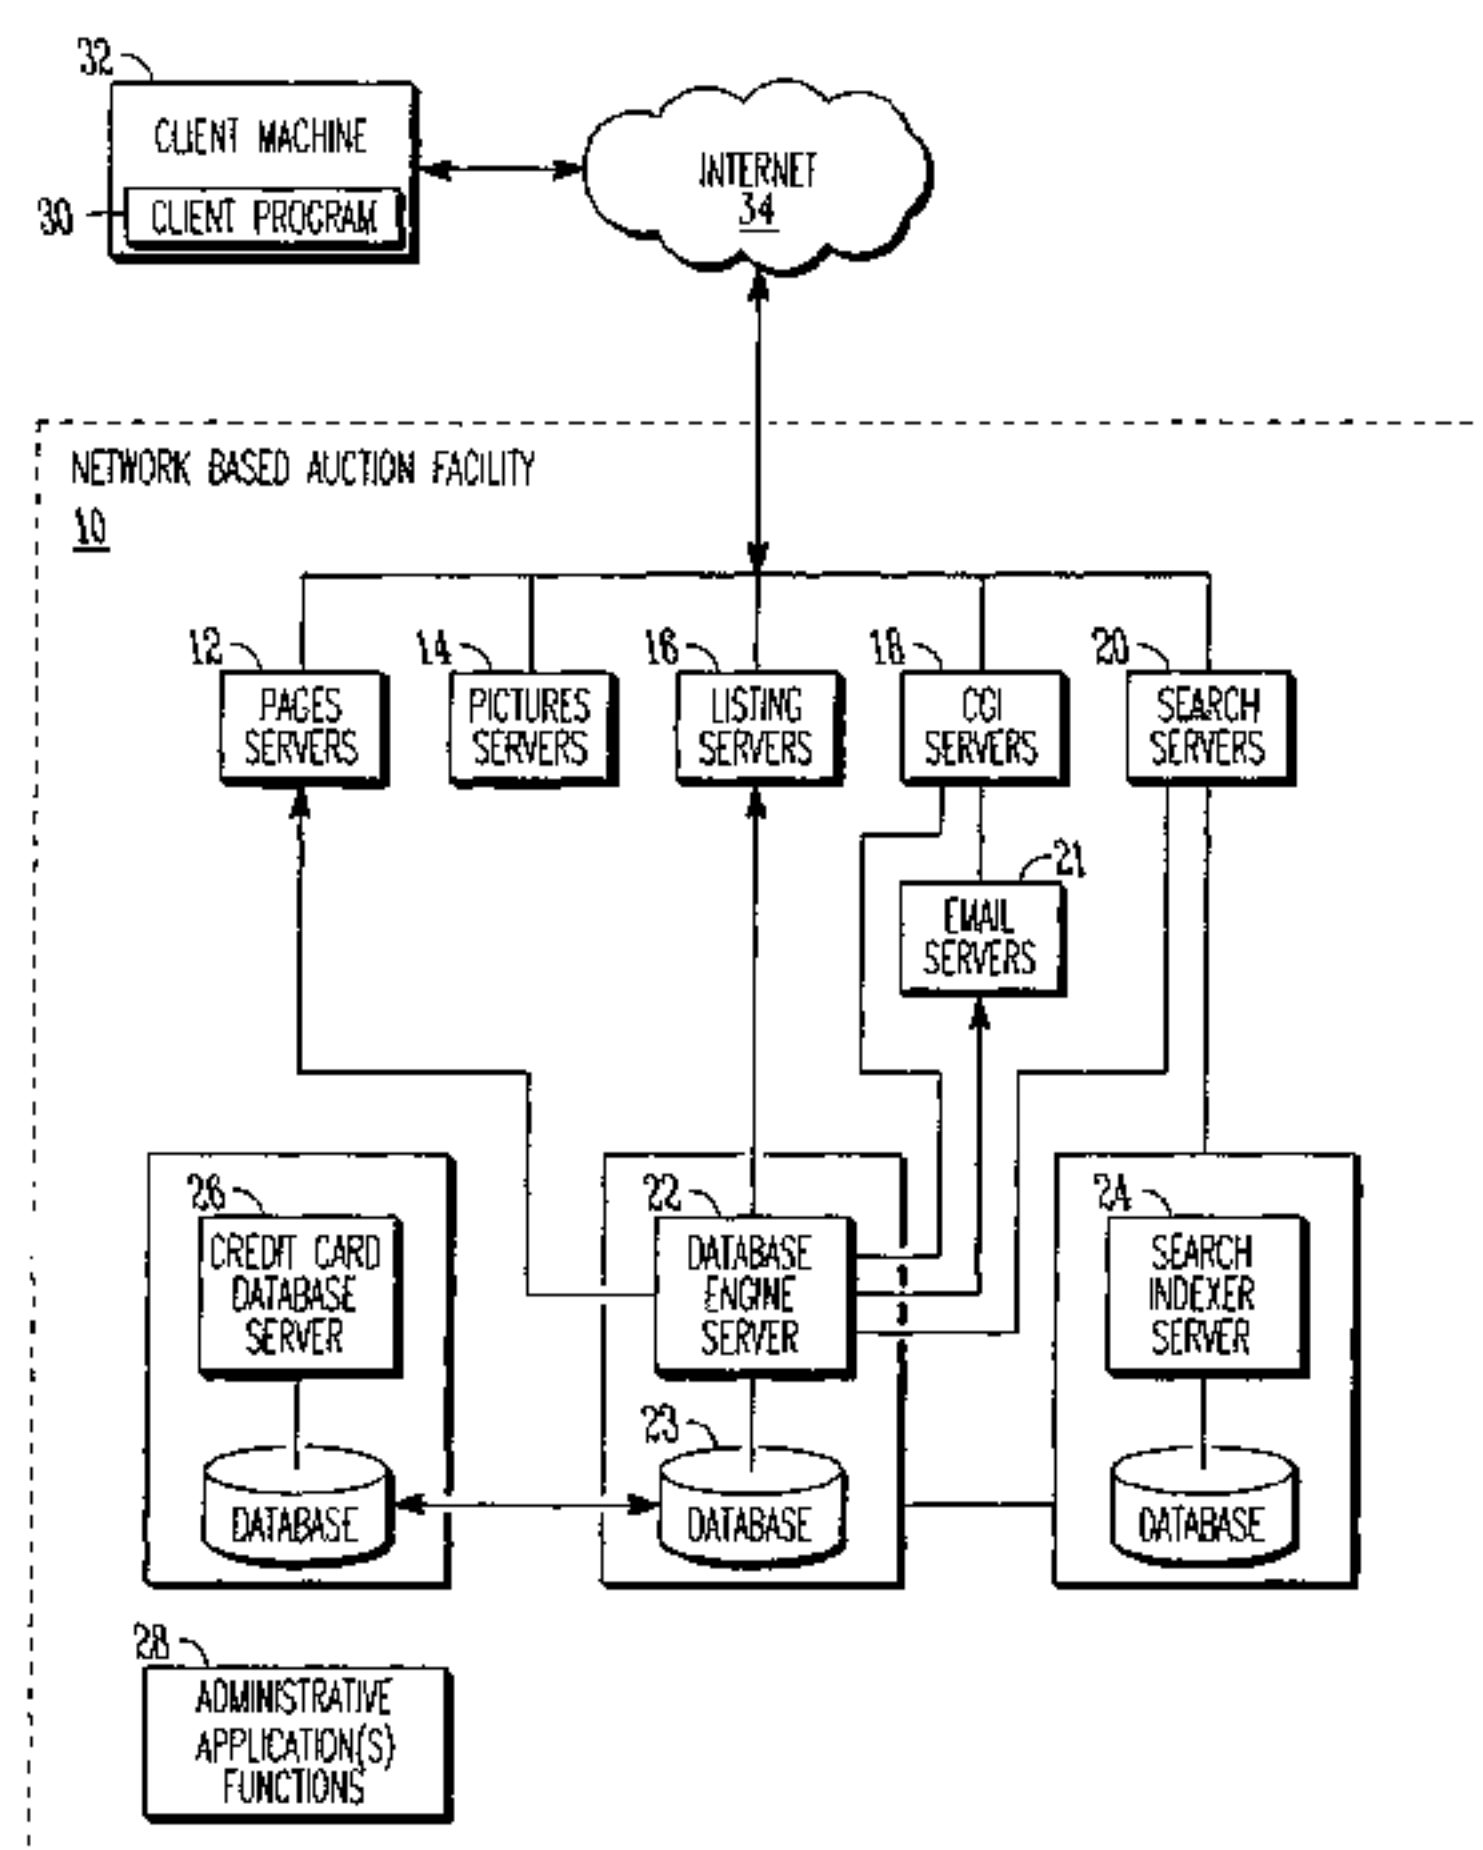 32
CLIENT MACHINE
30
CLIENT PROGRAM
INTERNET
34
NETWORK BASED AUCTION FACILITY
10
12
PAGES
SERVERS
14
PICTURES
SERVERS
16
LISTING
SERVERS
18
CGI
SERVERS
20
SEARCH
SERVERS
21
EMAIL
SERVERS
26
CREDIT CARD
DATABASE
SERVER
DATABASE
22
DATABASE
ENGINE
SERVER
23
DATABASE
24
SEARCH
INDEXER
SERVER
DATABASE
28
ADMINISTRATIVE
APPLICATION(S)
FUNCTIONS